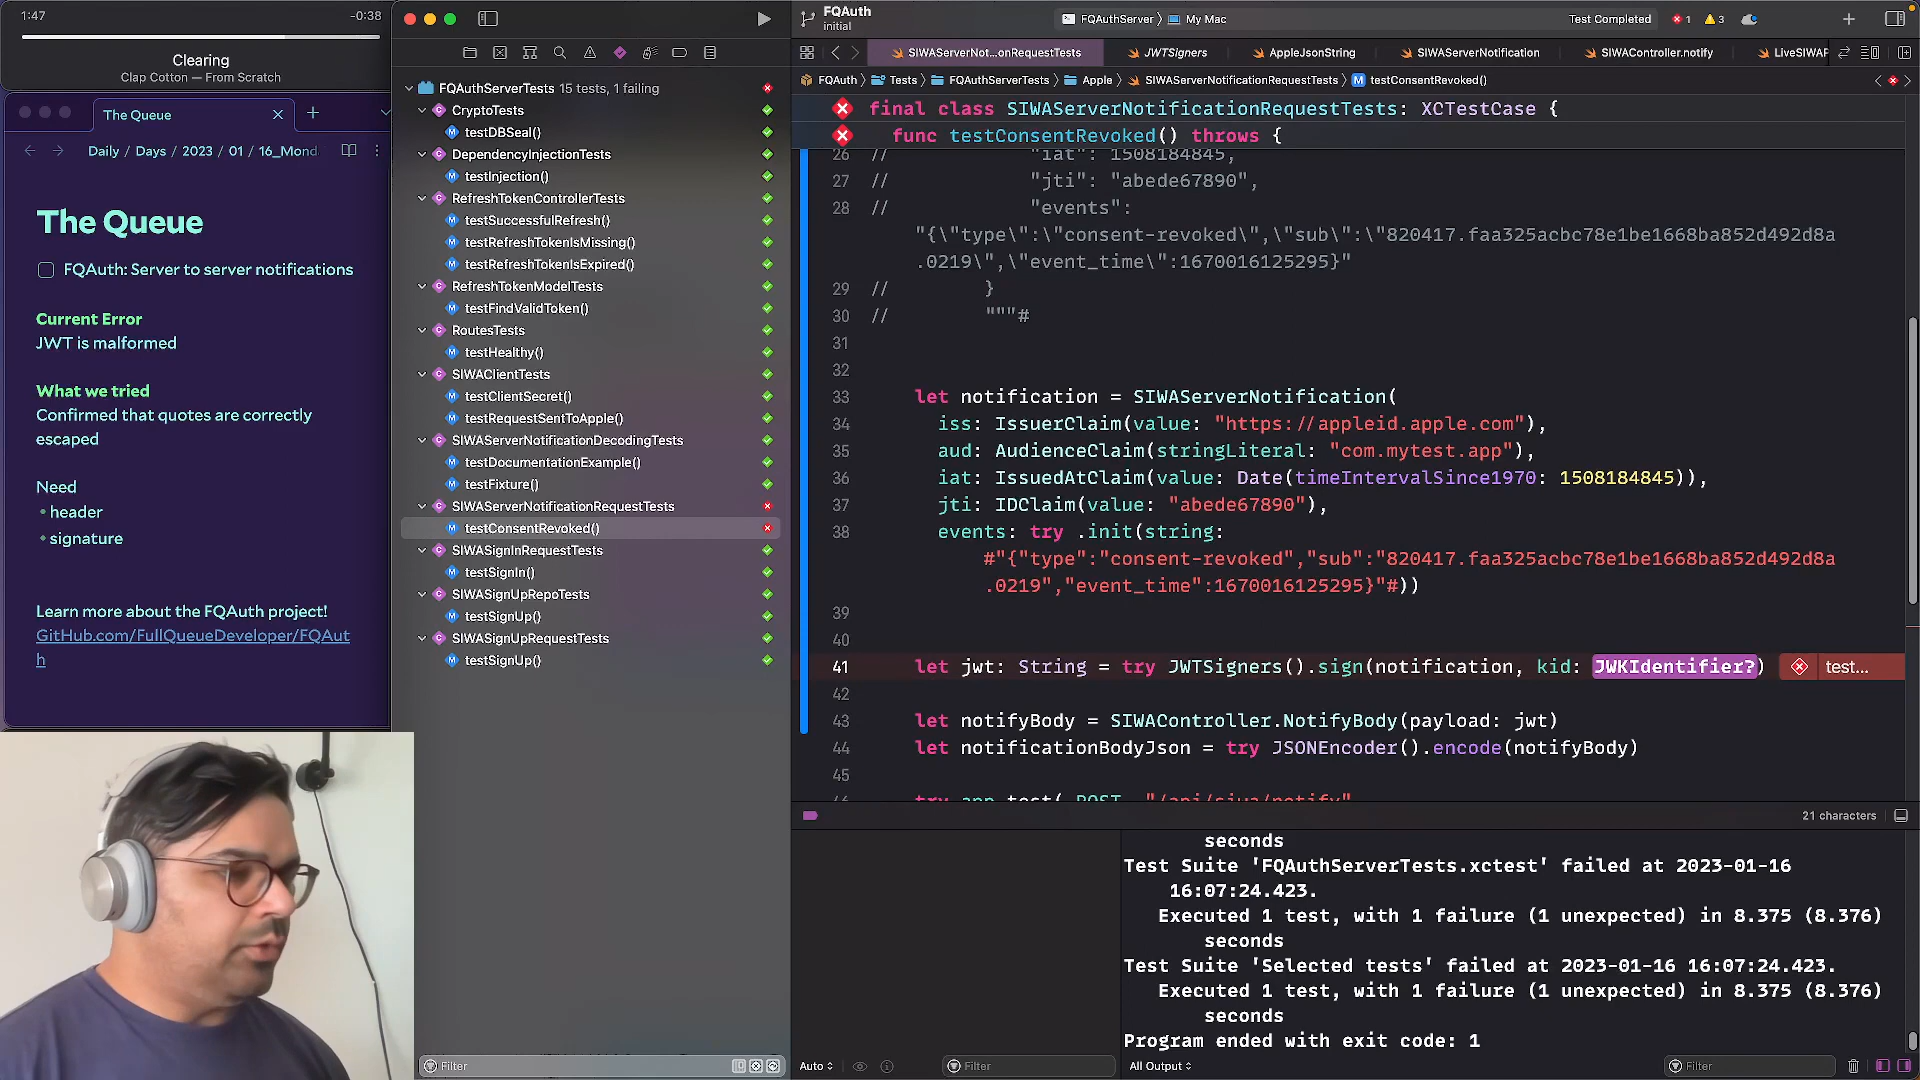 1:47
-0:38
Clearing
Clap Cotton — From Scratch
The Queue
Daily / Days / 2023 / 01 / 16_Mond
The Queue
FQAuth: Server to server notifications
Current Error
JWT is malformed
What we tried
Confirmed that quotes are correctly
escaped
Need
• header
• signature
Learn more about the FQAuth project!
GitHub.com/FullQueueDeveloper/FQAut
h
FQAuthServerTests 15 tests, 1 failing
CryptoTests
testDBSeal()
DependencyInjectionTests
testInjection()
RefreshTokenControllerTests
testSuccessfulRefresh()
testRefreshTokenIsMissing()
testRefreshTokenIsExpired()
RefreshTokenModelTests
testFindValidToken()
RoutesTests
testHealthy()
SIWAClientTests
testClientSecret()
testRequestSentToApple()
SIWAServerNotificationDecodingTests
testDocumentationExample()
testFixture()
SIWAServerNotificationRequestTests
testConsentRevoked()
SIWASignInRequestTests
testSignIn()
SIWASignUpRepoTests
testSignUp()
SIWASignUpRequestTests
testSignUp()
Filter
FQAuth
initial
FQAuthServer > My Mac
Test Completed
1
3
SIWAServerNot...onRequestTests
JWTSigners
AppleJsonString
SIWAServerNotification
SIWAController.notify
LiveSIWAF
FQAuth > Tests > FQAuthServerTests > Apple > SIWAServerNotificationRequestTests > testConsentRevoked()
final class SIWAServerNotificationRequestTests: XCTestCase {
func testConsentRevoked() throws {
26 // "iat": 1508184845,
27 // "jti": "abede67890",
28 // "events":
"{\"type\":\"consent-revoked\",\"sub\":\"820417.faa325acbc78e1be1668ba852d492d8a
.0219\",\"event_time\":1670016125295}"
29 // }
30 // """#
31
32
33 let notification = SIWAServerNotification(
34 iss: IssuerClaim(value: "https://appleid.apple.com"),
35 aud: AudienceClaim(stringLiteral: "com.mytest.app"),
36 iat: IssuedAtClaim(value: Date(timeIntervalSince1970: 1508184845)),
37 jti: IDClaim(value: "abede67890"),
38 events: try .init(string:
#"{"type":"consent-revoked","sub":"820417.faa325acbc78e1be1668ba852d492d8a
.0219","event_time":1670016125295}"#))
39
40
41 let jwt: String = try JWTSigners().sign(notification, kid: JWKIdentifier?) test...
42
43 let notifyBody = SIWAController.NotifyBody(payload: jwt)
44 let notificationBodyJson = try JSONEncoder().encode(notifyBody)
45
46 try app.test(.POST, "/api/siwa/notify"
21 characters
seconds
Test Suite 'FQAuthServerTests.xctest' failed at 2023-01-16
16:07:24.423.
Executed 1 test, with 1 failure (1 unexpected) in 8.375 (8.376)
seconds
Test Suite 'Selected tests' failed at 2023-01-16 16:07:24.423.
Executed 1 test, with 1 failure (1 unexpected) in 8.375 (8.376)
seconds
Program ended with exit code: 1
Auto
Filter
All Output
Filter